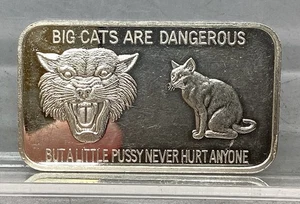 BIG CATS ARE DANGEROUS
BUT A LITTLE PUSSY NEVER HURT ANYONE